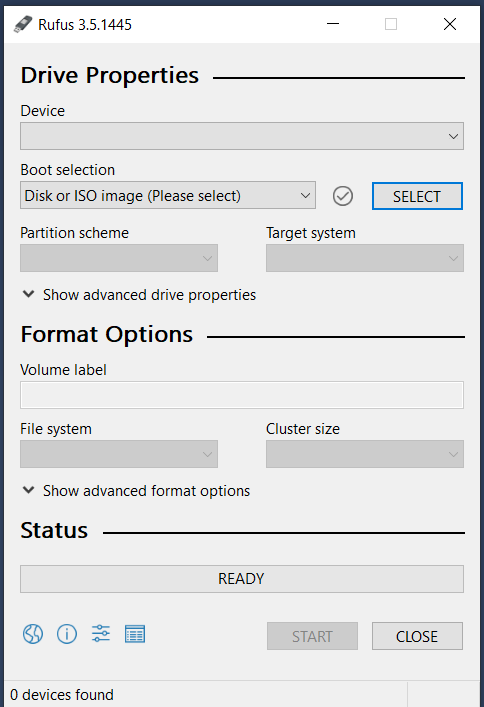 Rufus 3.5.1445
Drive Properties
Device
Boot selection
Disk or ISO image (Please select)
SELECT
Partition scheme
Target system
Show advanced drive properties
Format Options
Volume label
File system
Cluster size
Show advanced format options
Status
READY
START
CLOSE
0 devices found